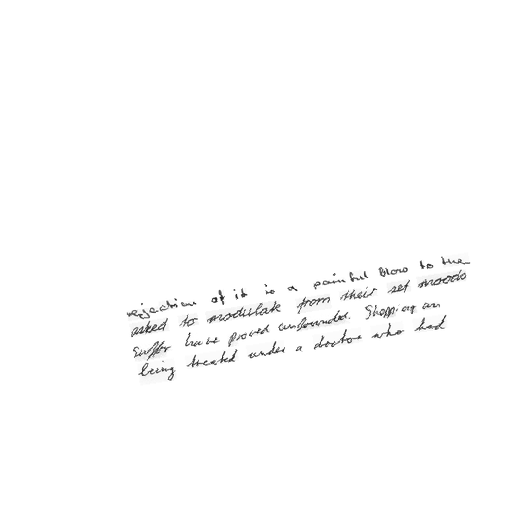 rejection of it is a painful blow to the
asked to modulate from their set moods
suffer have proved unfounded. Shopping an
being treated under a doctor who had